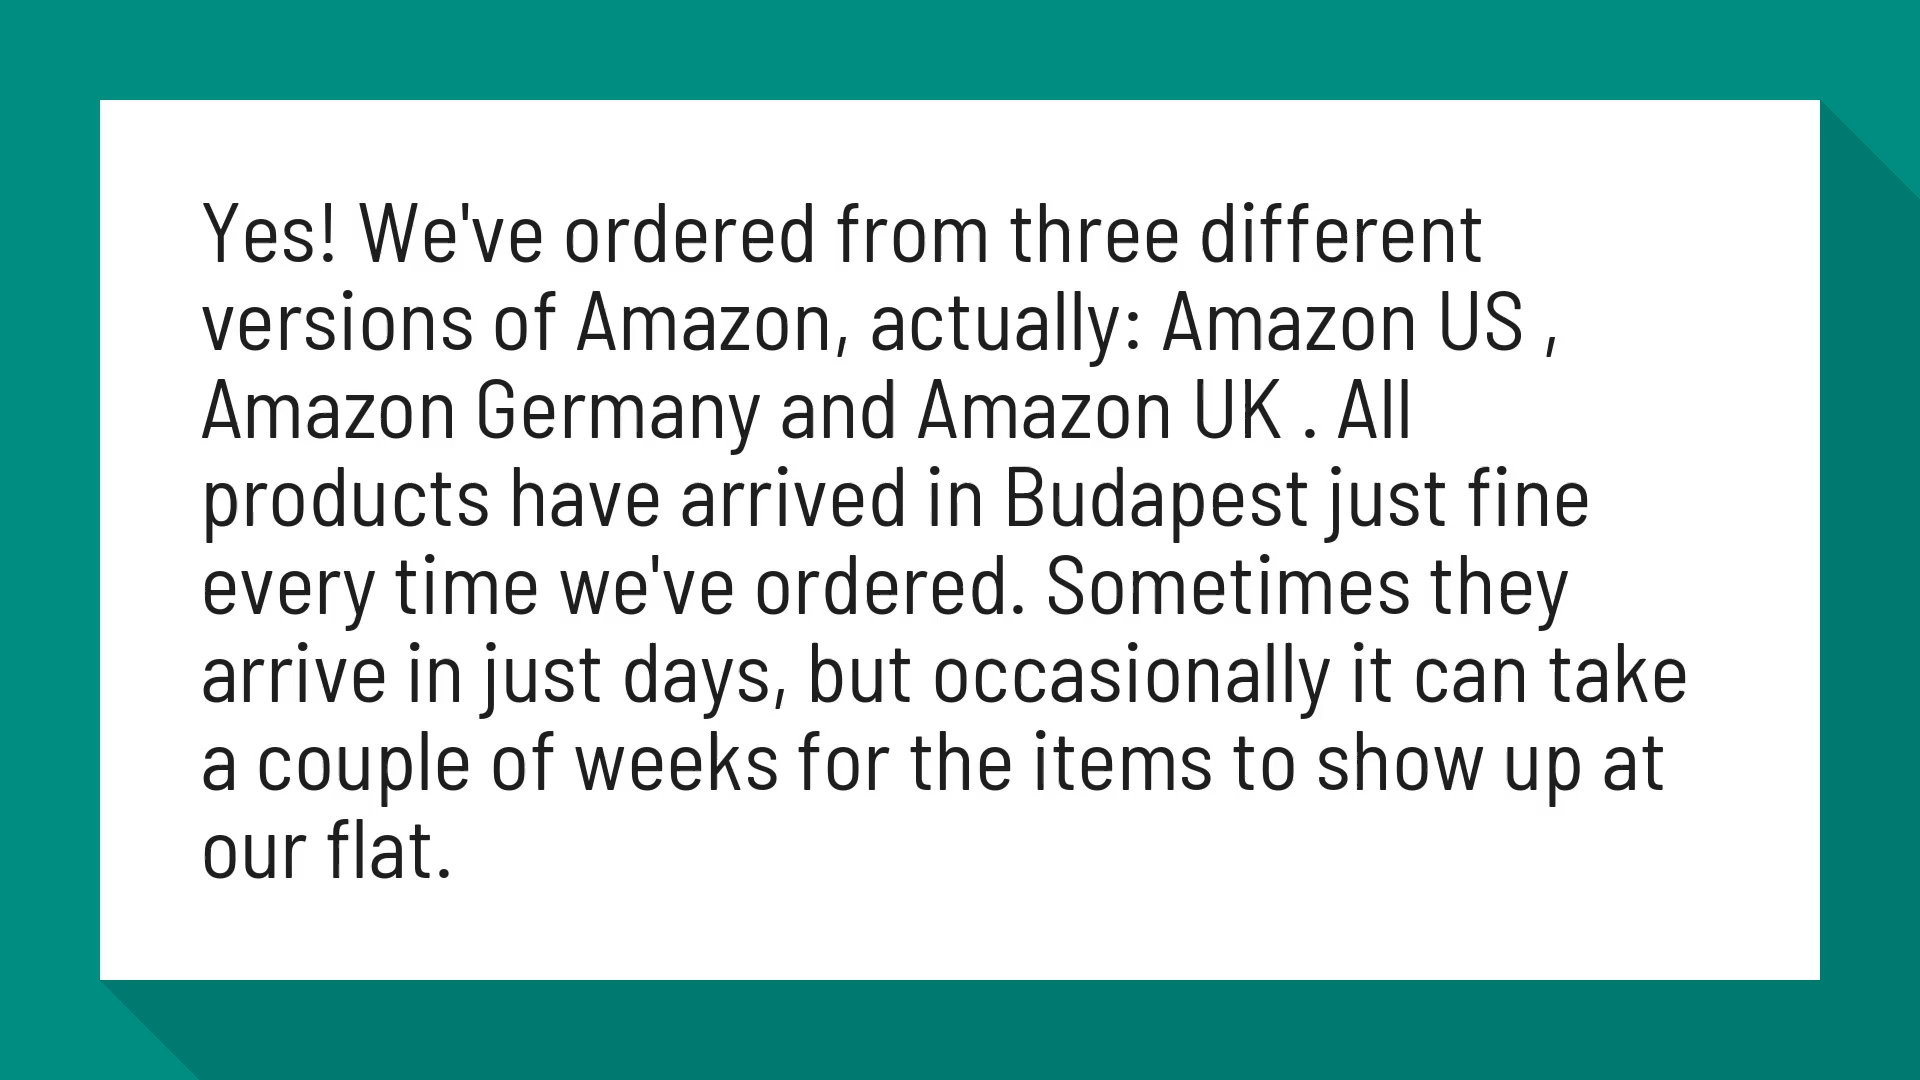 Yes! We've ordered from three different
versions of Amazon, actually: Amazon US ,
Amazon Germany and Amazon UK . All
products have arrived in Budapest just fine
every time we've ordered. Sometimes they
arrive in just days, but occasionally it can take
a couple of weeks for the items to show up at
our flat.